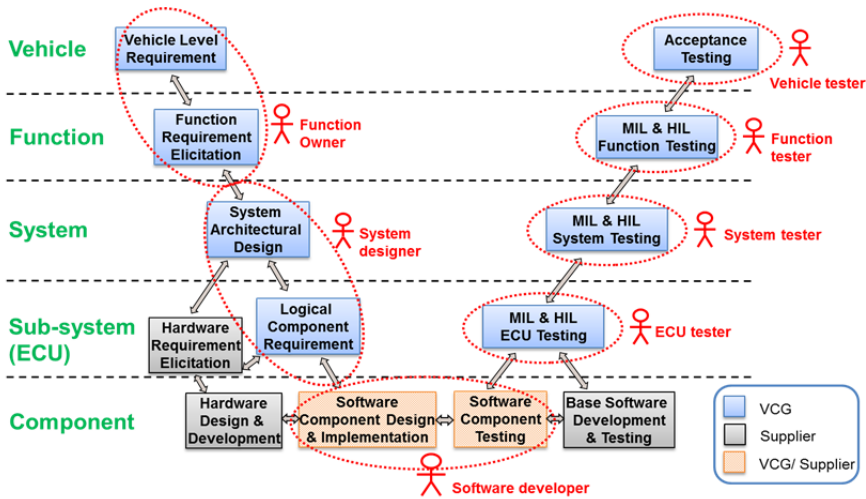 Vehicle
Vehicle Level
Requirement
Acceptance
Testing
Vehicle tester
Function
Function
Requirement
Elicitation
Function
Owner
MIL & HIL
Function Testing
Function
tester
System
System
Architectural
Design
System
designer
MIL & HIL
System Testing
System tester
Sub-system
(ECU)
Hardware
Requirement
Elicitation
Logical
Component
Requirement
MIL & HIL
ECU Testing
ECU tester
Component
Hardware
Design &
Development
Software
Component Design
& Implementation
Software
Component
Testing
Base Software
Development
& Testing
Software developer
VCG
Supplier
VCG/ Supplier